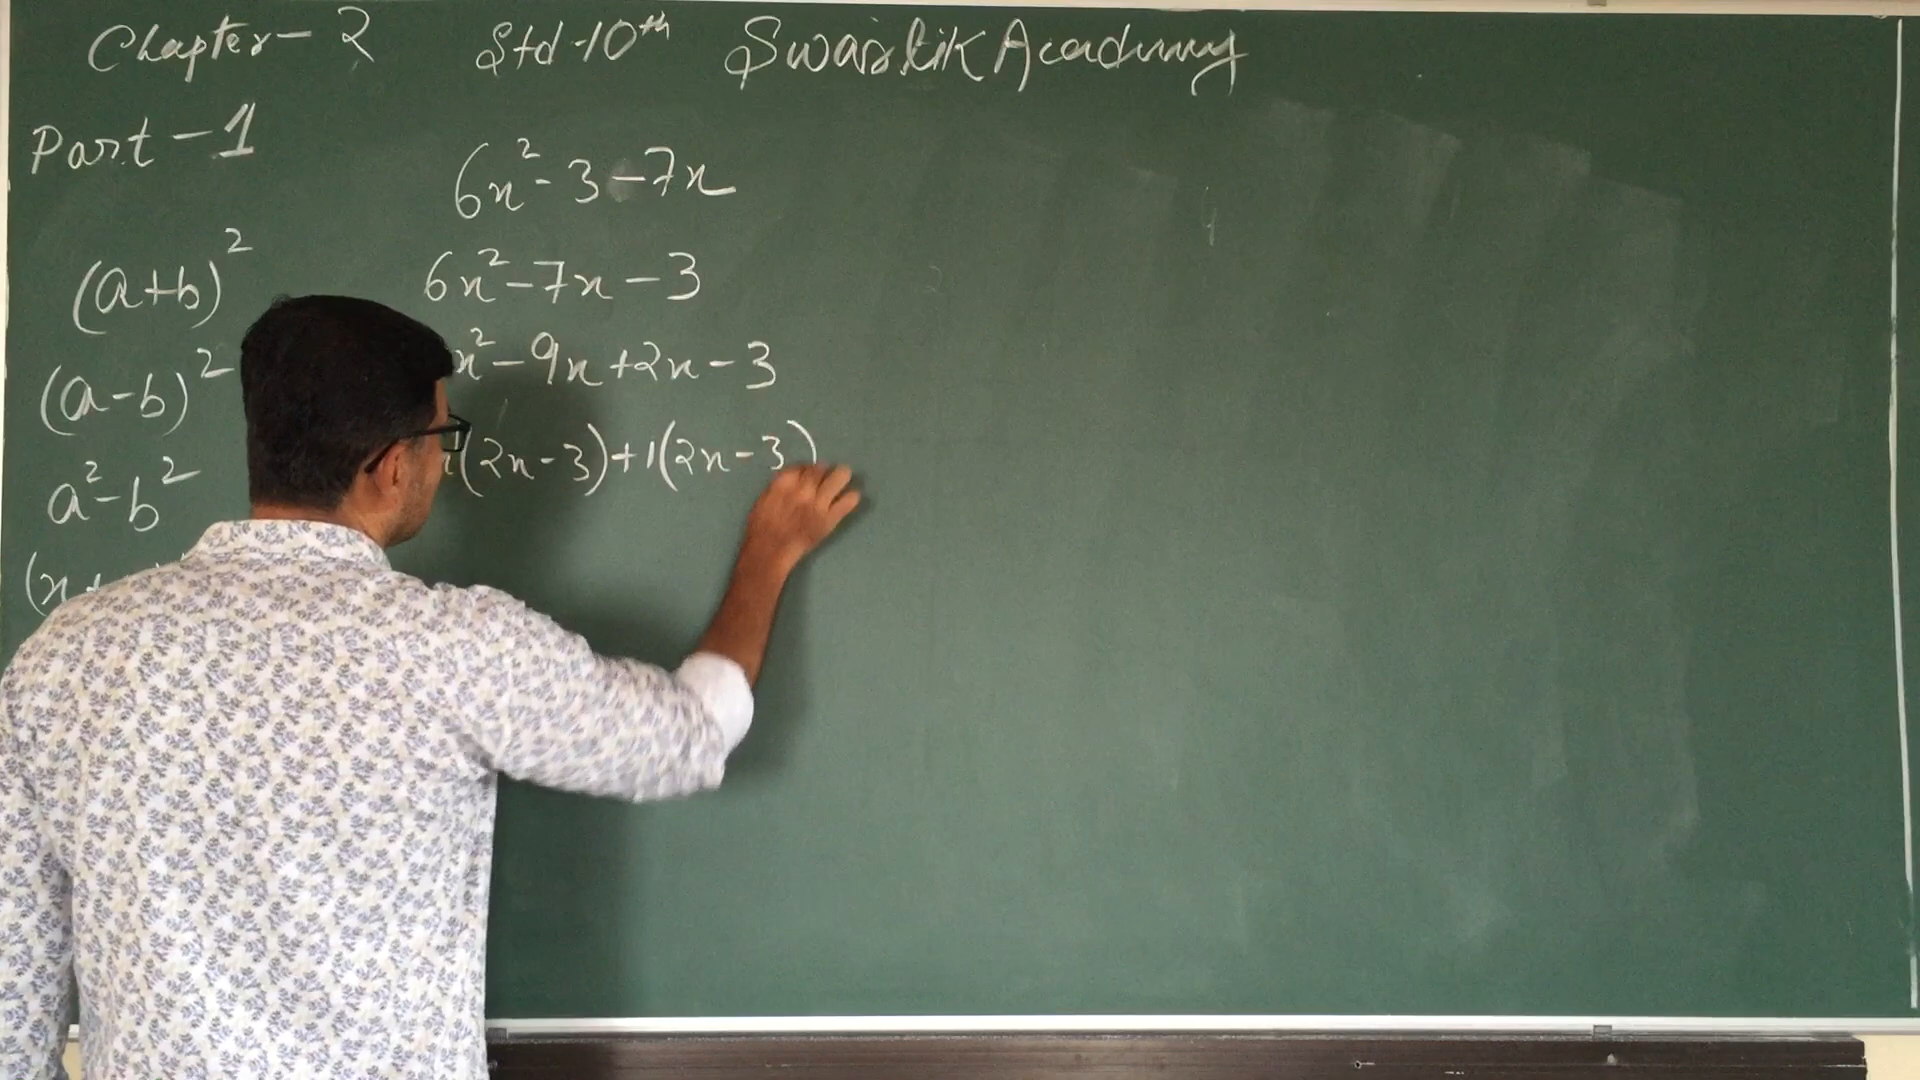 Chapter-2 Std-10th Swastik Academy
Part-1
6x²-3-7x
(a+b)²
6x²-7x-3
(a-b)²
x²-9x+2x-3
a²-b²
(2x-3)+1(2x-3)
(x+